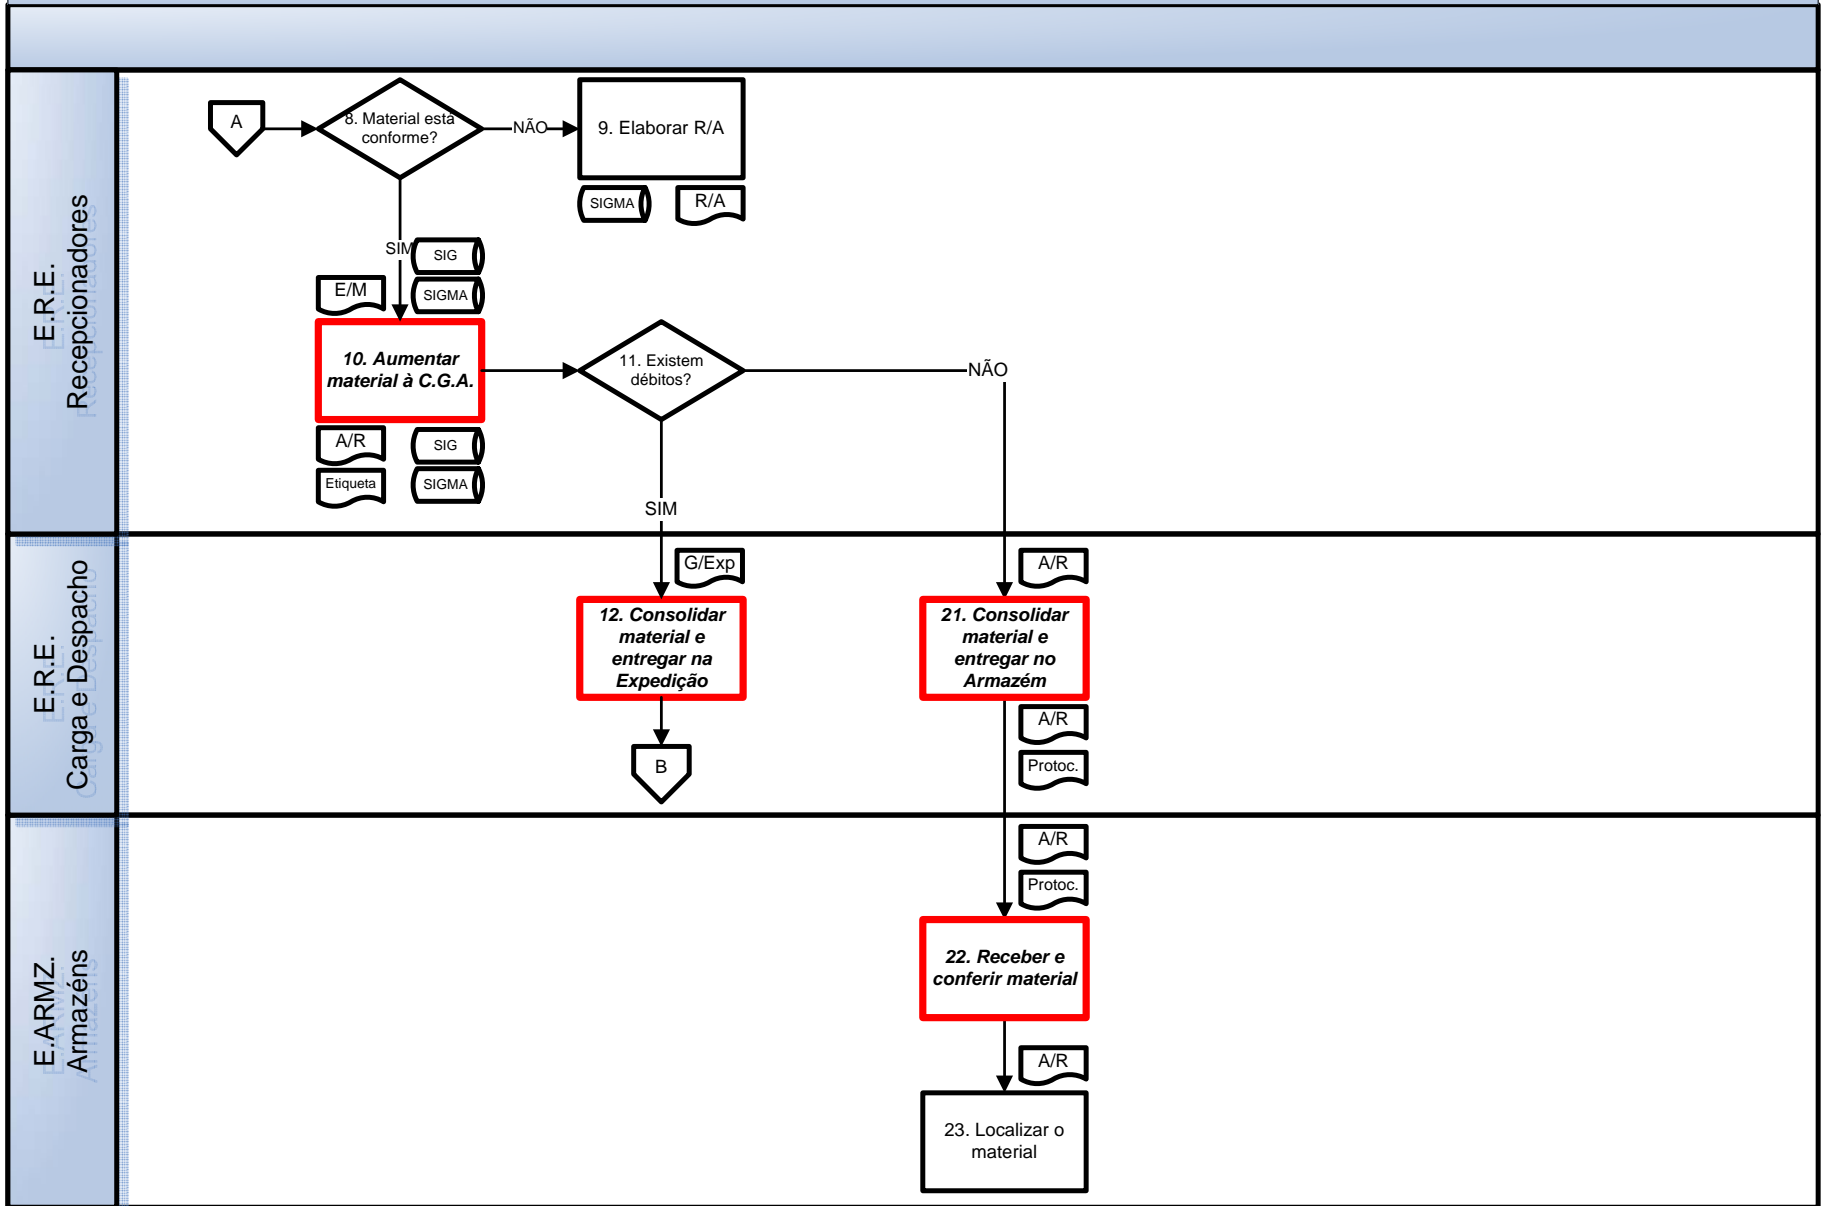 E.R.E.
Recepcionadores
A
8. Material está
conforme?
NÃO
9. Elaborar R/A
SIGMA
R/A
SIM
SIG
E/M
SIGMA
10. Aumentar
material à C.G.A.
11. Existem
débitos?
NÃO
A/R
SIG
Etiqueta
SIGMA
SIM
E.R.E.
Carga e Despacho
G/Exp
A/R
12. Consolidar
material e
entregar na
Expedição
21. Consolidar
material e
entregar no
Armazém
A/R
B
Protoc.
E.ARMZ.
Armazéns
A/R
Protoc.
22. Receber e
conferir material
A/R
23. Localizar o
material